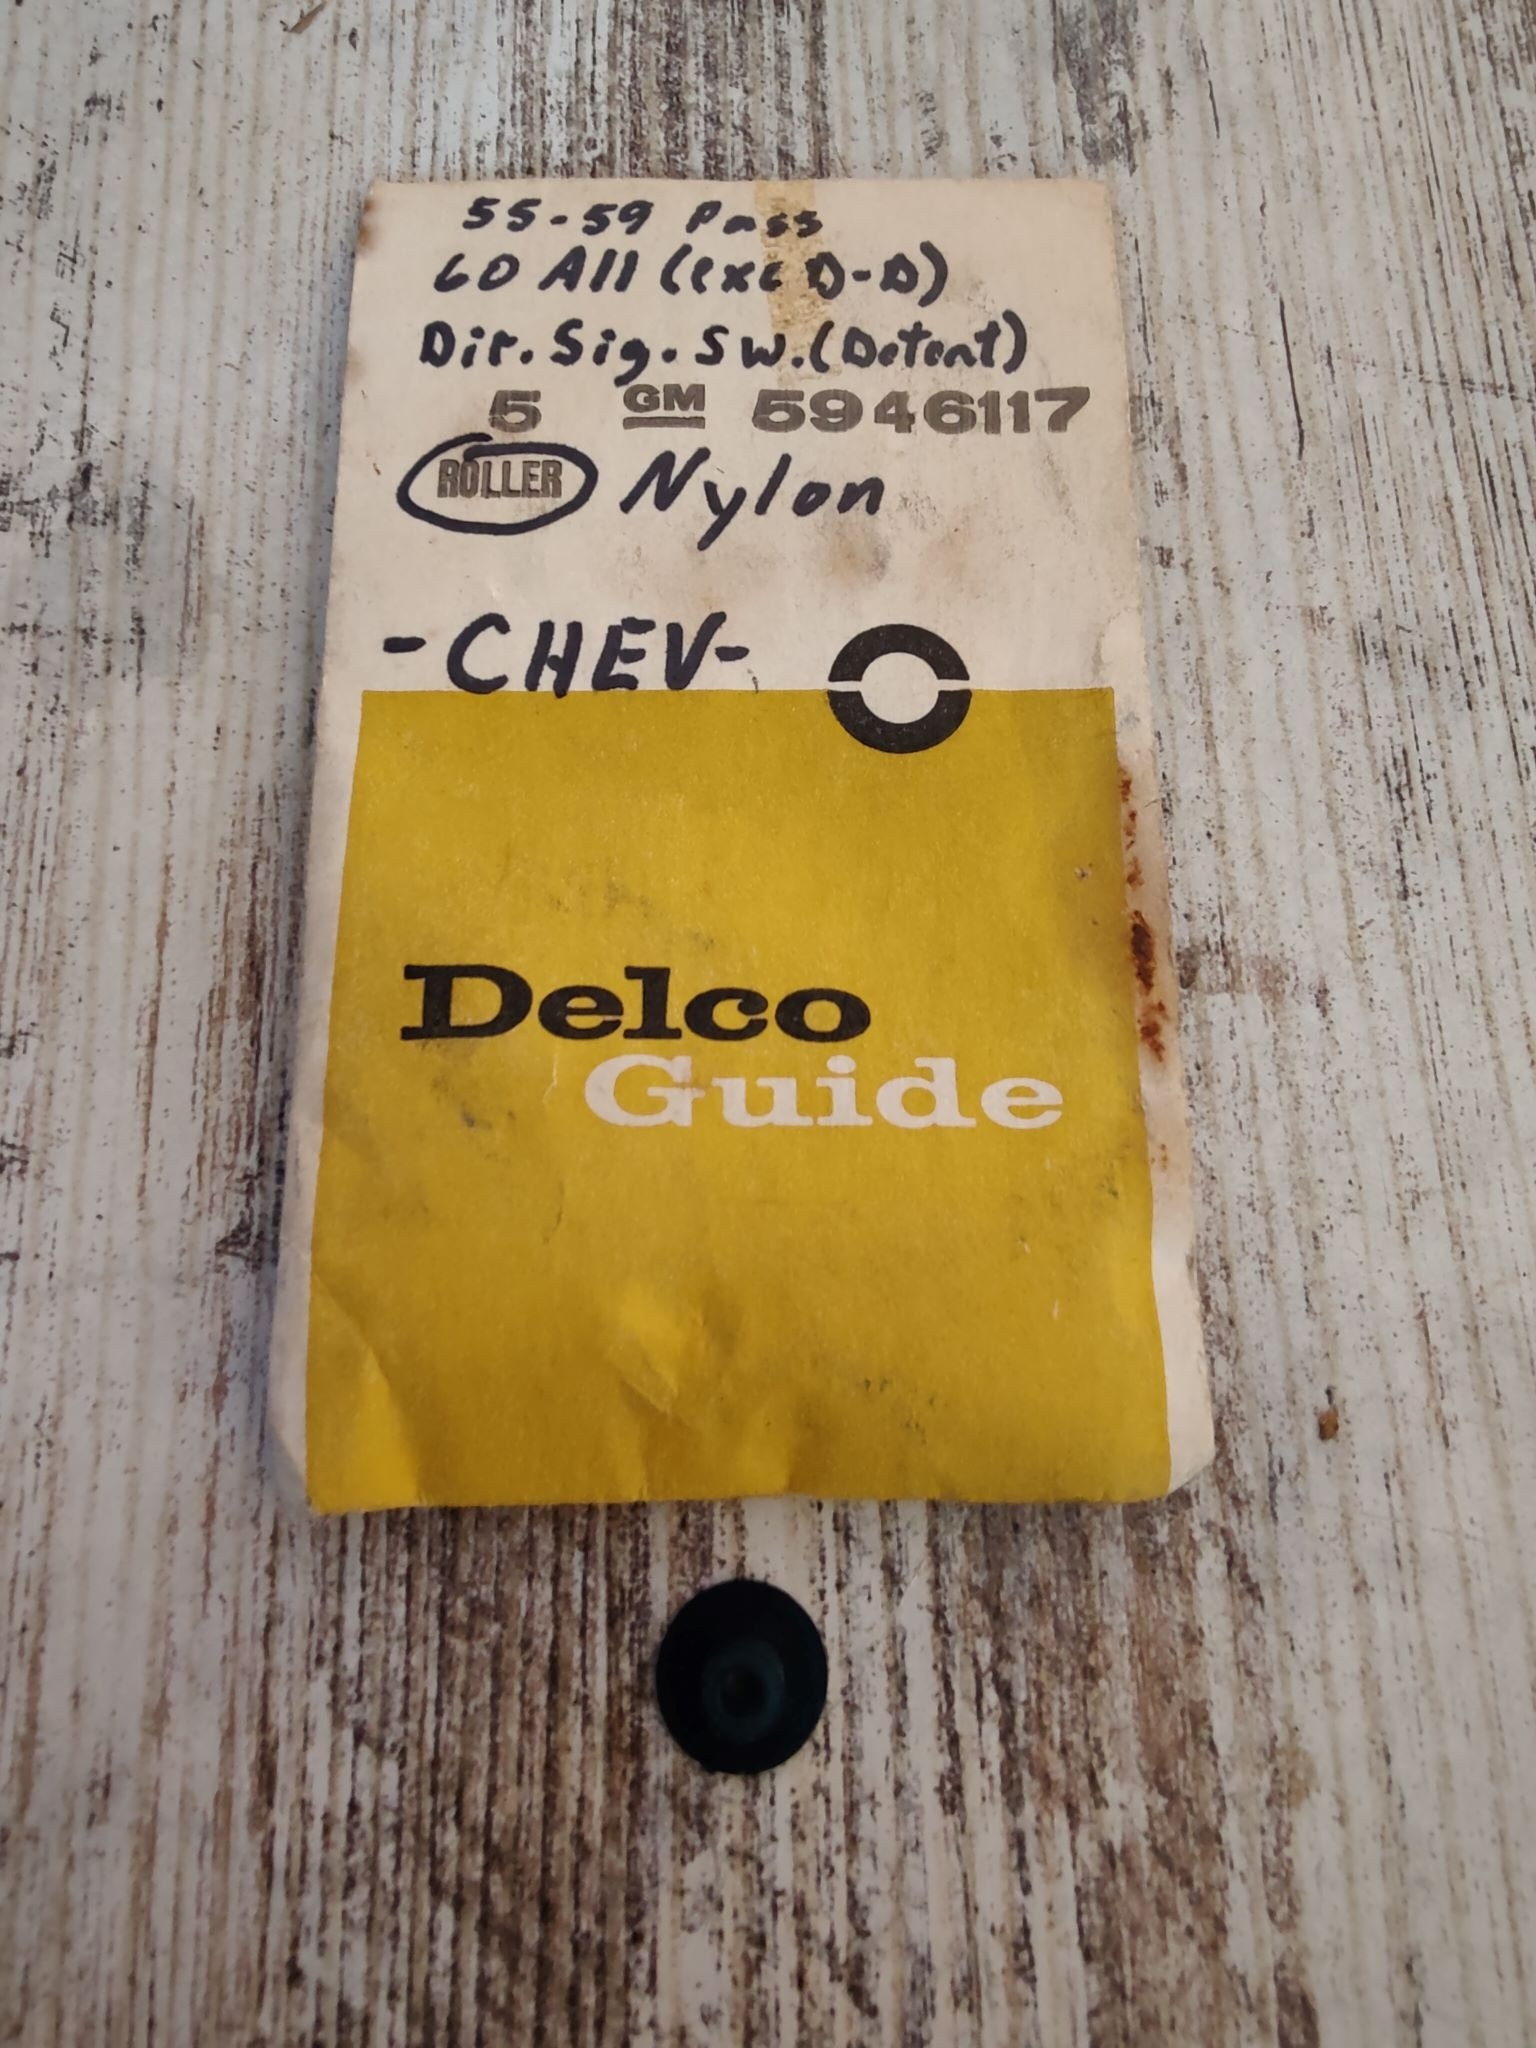 55-59 Pass
60 All (exc D-D)
Dir. Sig. Sw. (Detent)
5 GM 5946117
ROLLER Nylon
-CHEV-
Delco
Guide